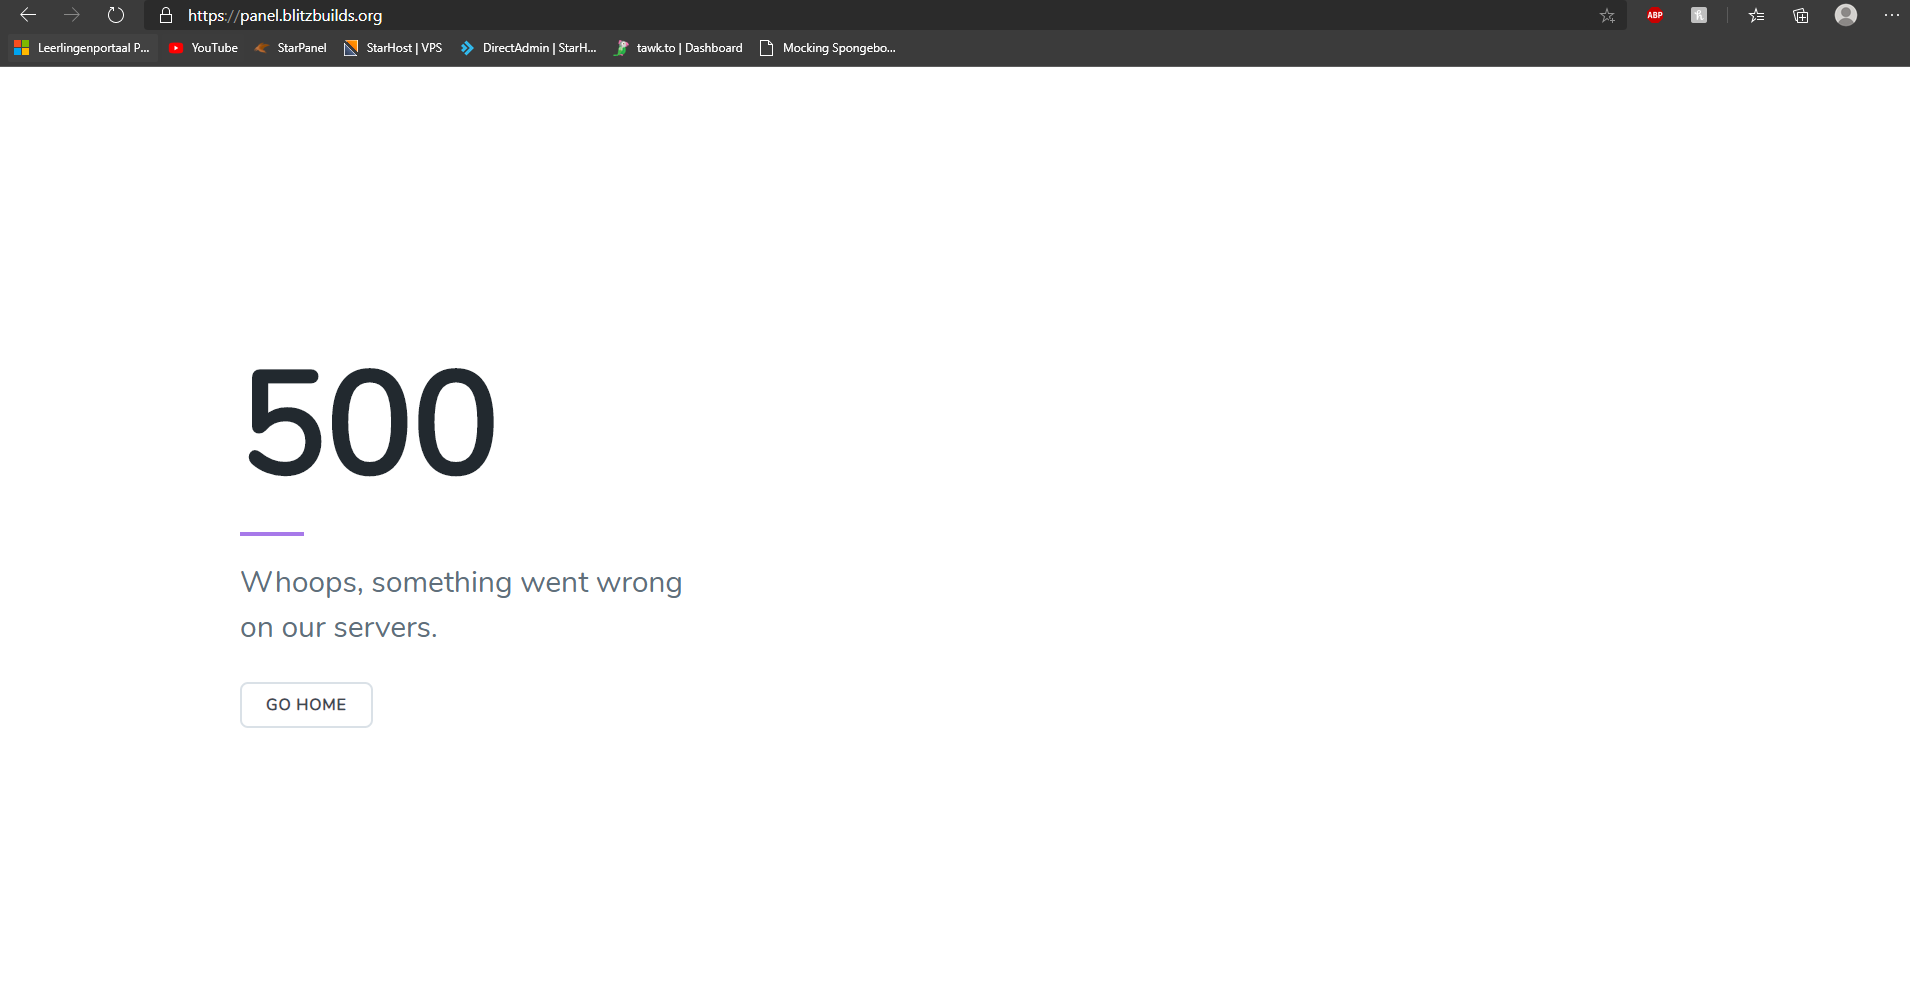 https://panel.blitzbuilds.org
ABP
Leerlingenportaal P... YouTube StarPanel StarHost | VPS DirectAdmin | StarH... tawk.to | Dashboard Mocking Spongebo...
500
Whoops, something went wrong
on our servers.
GO HOME